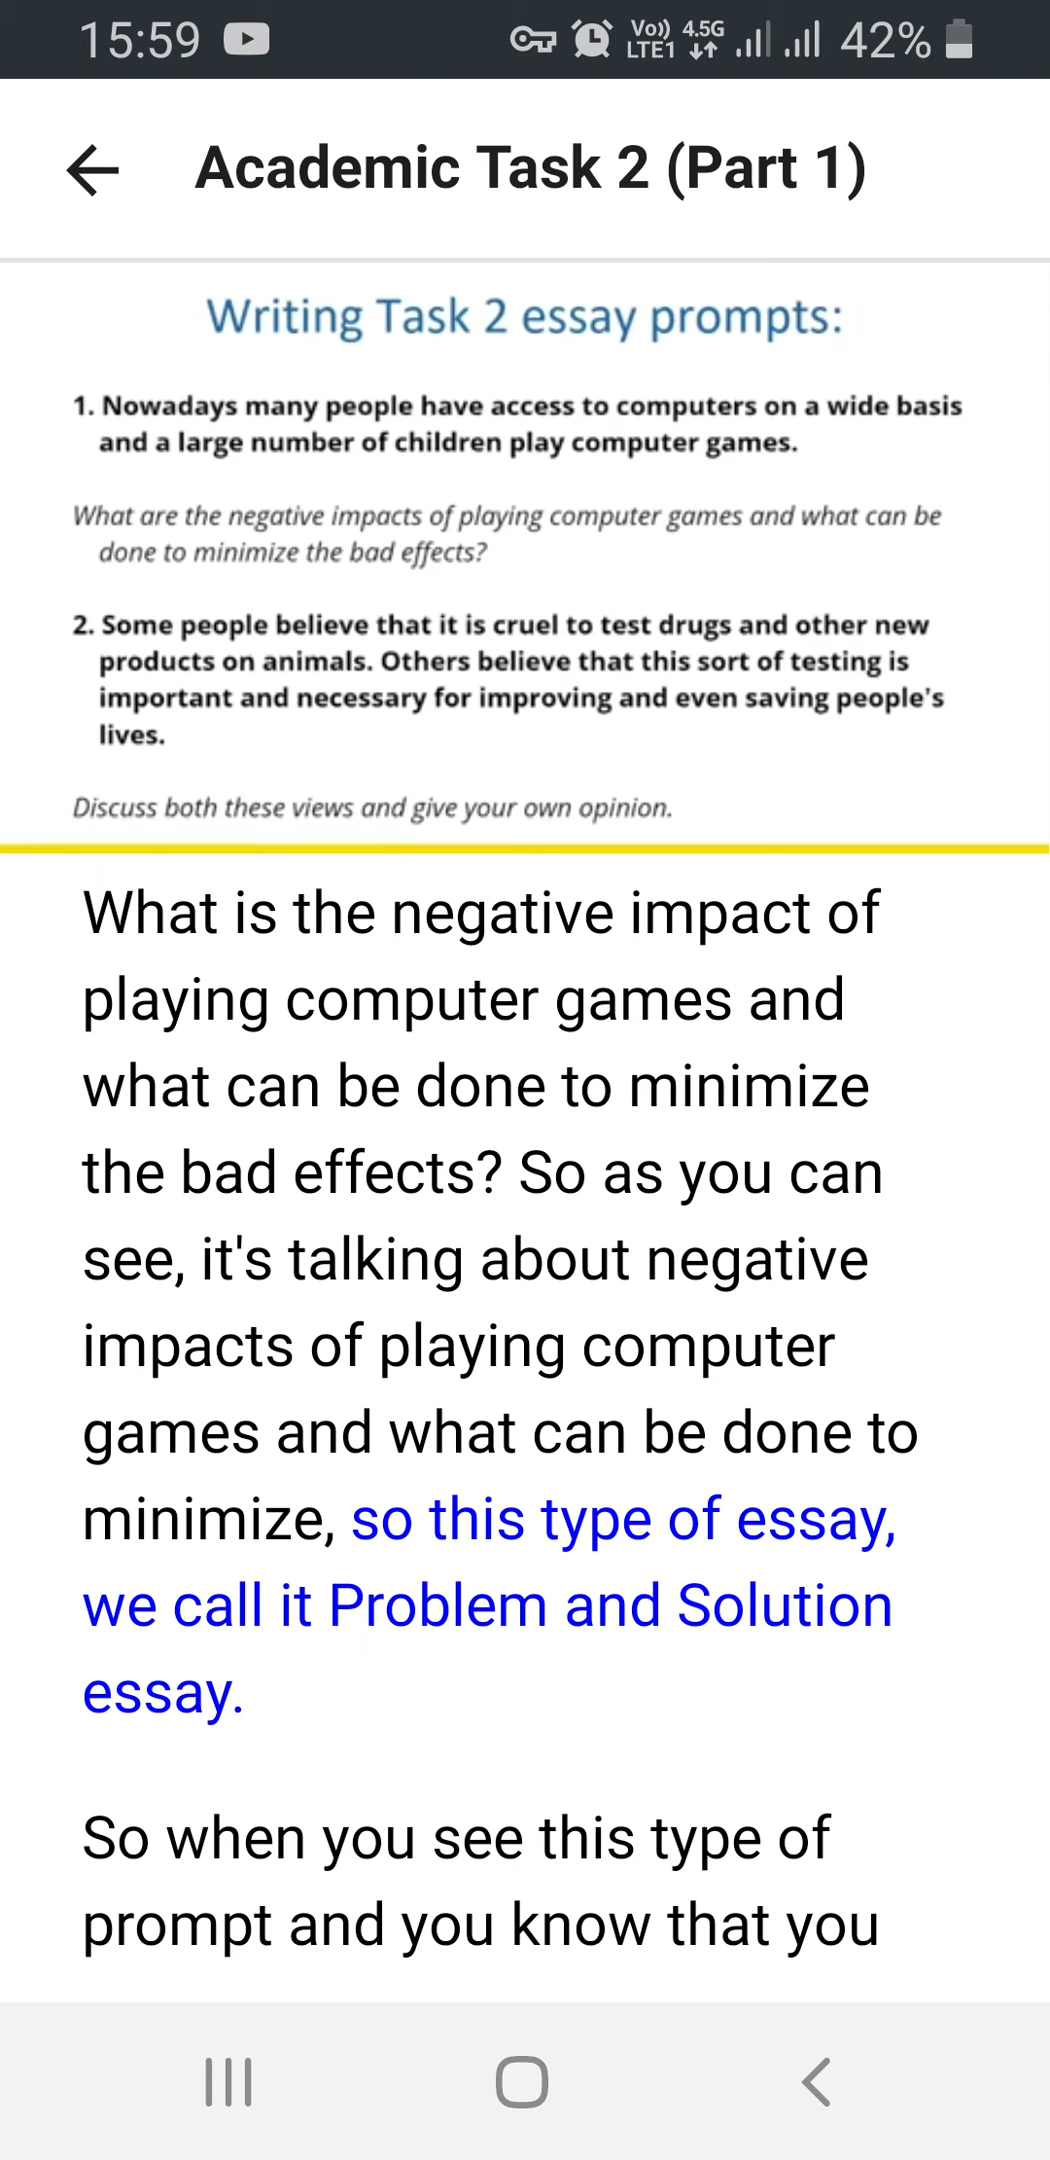 15:59 Vo)) LTE1 4.5G 42%
Academic Task 2 (Part 1)
Writing Task 2 essay prompts:
1. Nowadays many people have access to computers on a wide basis
and a large number of children play computer games.
What are the negative impacts of playing computer games and what can be
done to minimize the bad effects?
2. Some people believe that it is cruel to test drugs and other new
products on animals. Others believe that this sort of testing is
important and necessary for improving and even saving people's
lives.
Discuss both these views and give your own opinion.
What is the negative impact of
playing computer games and
what can be done to minimize
the bad effects? So as you can
see, it's talking about negative
impacts of playing computer
games and what can be done to
minimize, so this type of essay,
we call it Problem and Solution
essay.
So when you see this type of
prompt and you know that you